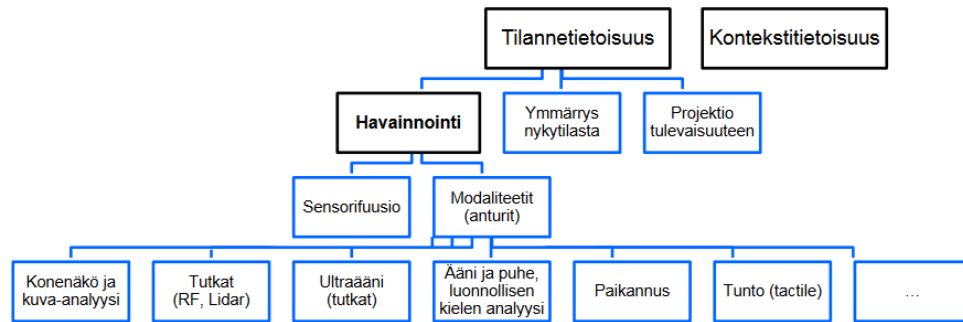 Tilannetietoisuus
Kontekstitietoisuus
Havainnointi
Ymmärrys
nykytilasta
Projektio
tulevaisuuteen
Sensorifuusio
Modaliteetit
(anturit)
Konenäkö ja
kuva-analyysi
Tutkat
(RF, Lidar)
Ultraääni
(tutkat)
Ääni ja puhe,
luonnollisen
kielen analyysi
Paikannus
Tunto (tactile)
...